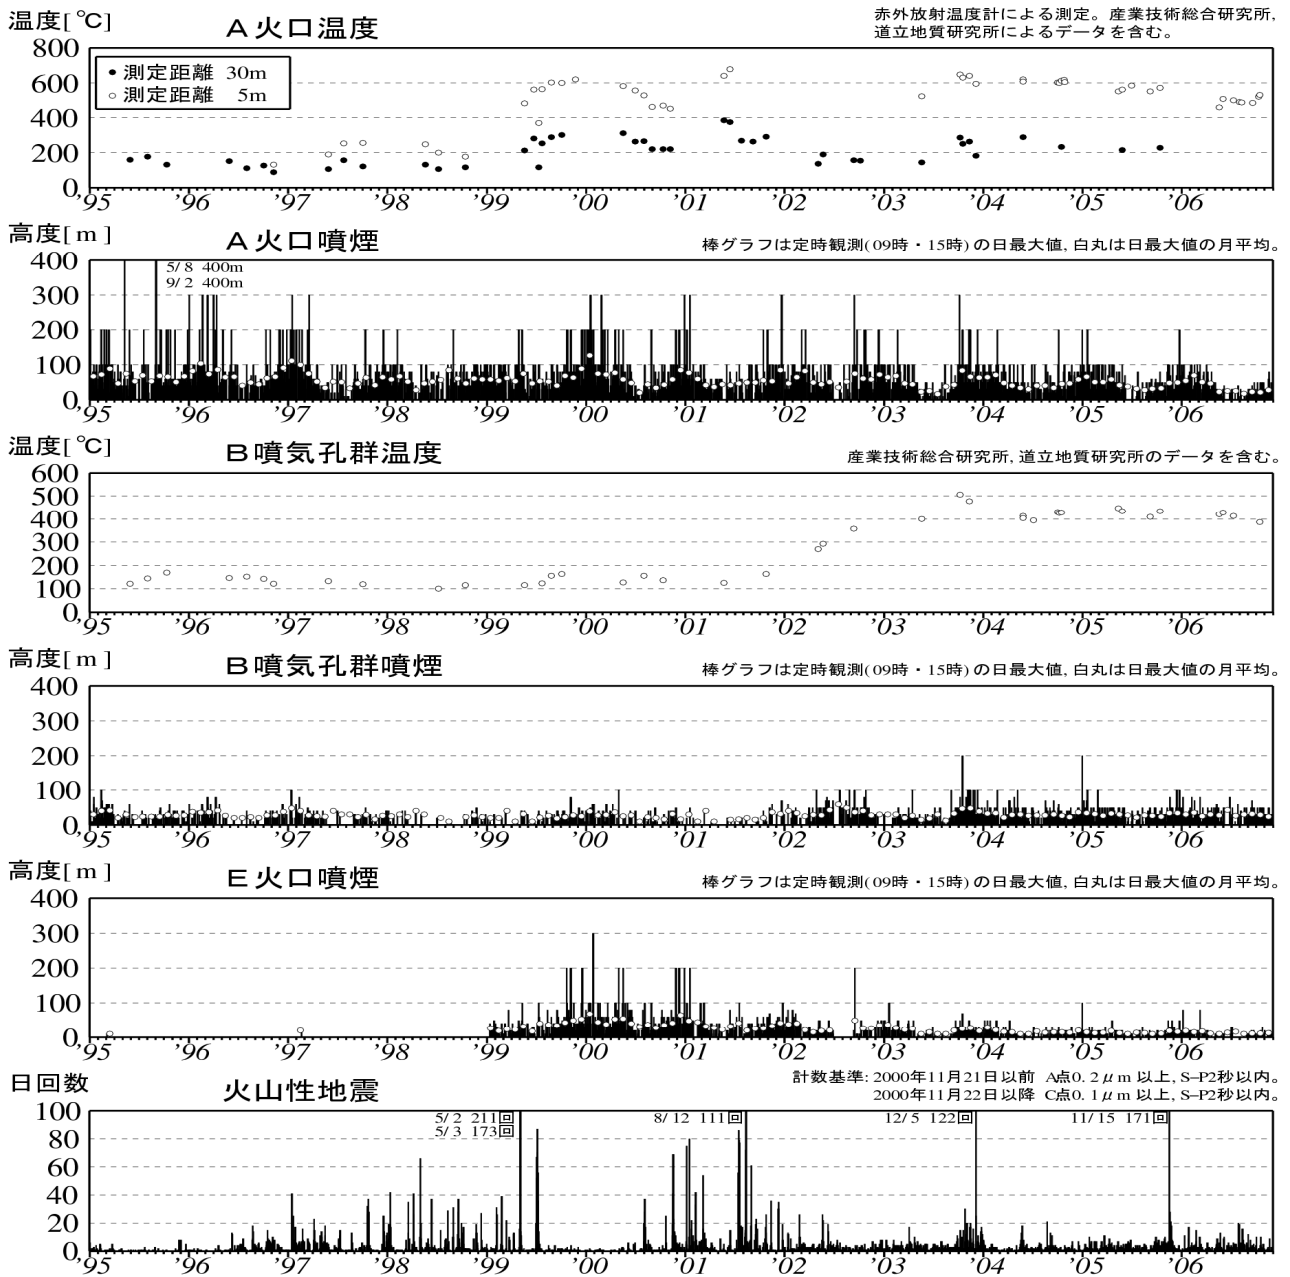 温度[℃]
A火口温度
赤外放射温度計による測定。産業技術総合研究所,
道立地質研究所によるデータを含む。
800
600
400
200
0
● 測定距離 30m
○ 測定距離 5m
'95 '96 '97 '98 '99 '00 '01 '02 '03 '04 '05 '06
高度[m]
A火口噴煙
棒グラフは定時観測(09時・15時)の日最大値, 白丸は日最大値の月平均。
400
300
200
100
0
5/8 400m
9/2 400m
'95 '96 '97 '98 '99 '00 '01 '02 '03 '04 '05 '06
温度[℃]
B噴気孔群温度
産業技術総合研究所, 道立地質研究所のデータを含む。
600
500
400
300
200
100
0
'95 '96 '97 '98 '99 '00 '01 '02 '03 '04 '05 '06
高度[m]
B噴気孔群噴煙
棒グラフは定時観測(09時・15時)の日最大値, 白丸は日最大値の月平均。
400
300
200
100
0
'95 '96 '97 '98 '99 '00 '01 '02 '03 '04 '05 '06
高度[m]
E火口噴煙
棒グラフは定時観測(09時・15時)の日最大値, 白丸は日最大値の月平均。
400
300
200
100
0
'95 '96 '97 '98 '99 '00 '01 '02 '03 '04 '05 '06
日回数
火山性地震
計数基準: 2000年11月21日以前 A点0.2μm以上, S-P2秒以内。
2000年11月22日以降 C点0.1μm以上, S-P2秒以内。
100
80
60
40
20
0
5/2 211回
5/3 173回
8/12 111回
12/5 122回
11/15 171回
'95 '96 '97 '98 '99 '00 '01 '02 '03 '04 '05 '06